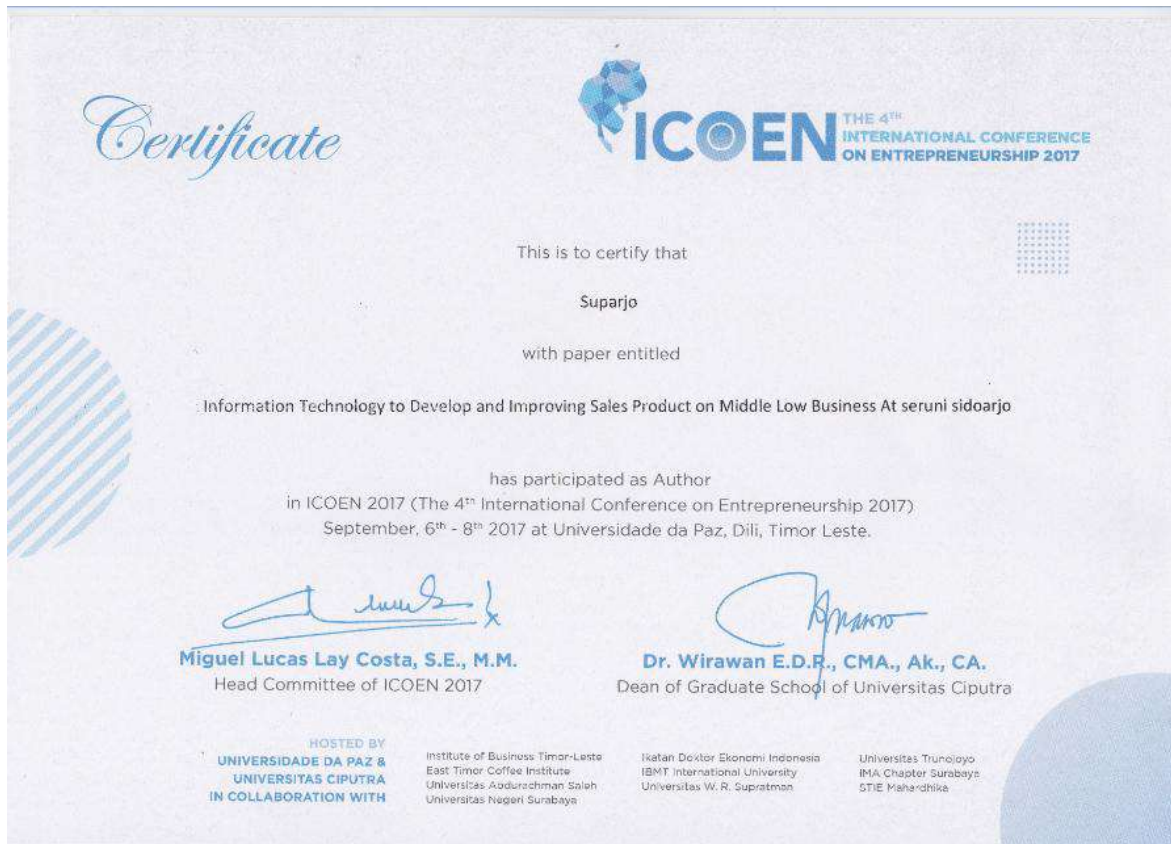 Certificate
ICOEN
THE 4TH
INTERNATIONAL CONFERENCE
ON ENTREPRENEURSHIP 2017
This is to certify that
Suparjo
with paper entitled
Information Technology to Develop and Improving Sales Product on Middle Low Business At seruni sidoarjo
has participated as Author
in ICOEN 2017 (The 4th International Conference on Entrepreneurship 2017)
September, 6th - 8th 2017 at Universidade da Paz, Dili, Timor Leste.
Miguel Lucas Lay Costa, S.E., M.M.
Head Committee of ICOEN 2017
Dr. Wirawan E.D.R., CMA., Ak., CA.
Dean of Graduate School of Universitas Ciputra
HOSTED BY
UNIVERSIDADE DA PAZ &
UNIVERSITAS CIPUTRA
IN COLLABORATION WITH
Institute of Business Timor-Leste
East Timor Coffee Institute
Universitas Abdurachman Saleh
Universitas Negeri Surabaya
Ikatan Doktor Ekonomi Indonesia
IBMT International University
Universitas W. R. Supratman
Universitas Trunojoyo
IMA Chapter Surabaya
STIE Mahardhika